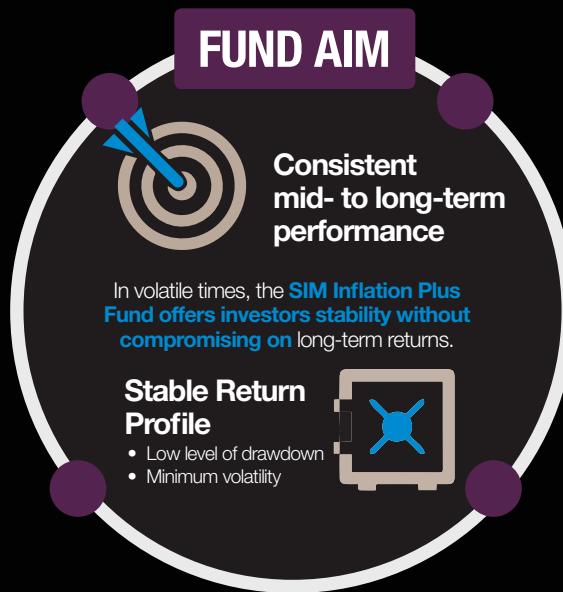 FUND AIM
Consistent
mid- to long-term
performance
In volatile times, the SIM Inflation Plus
Fund offers investors stability without
compromising on long-term returns.
Stable Return
Profile
• Low level of drawdown
• Minimum volatility